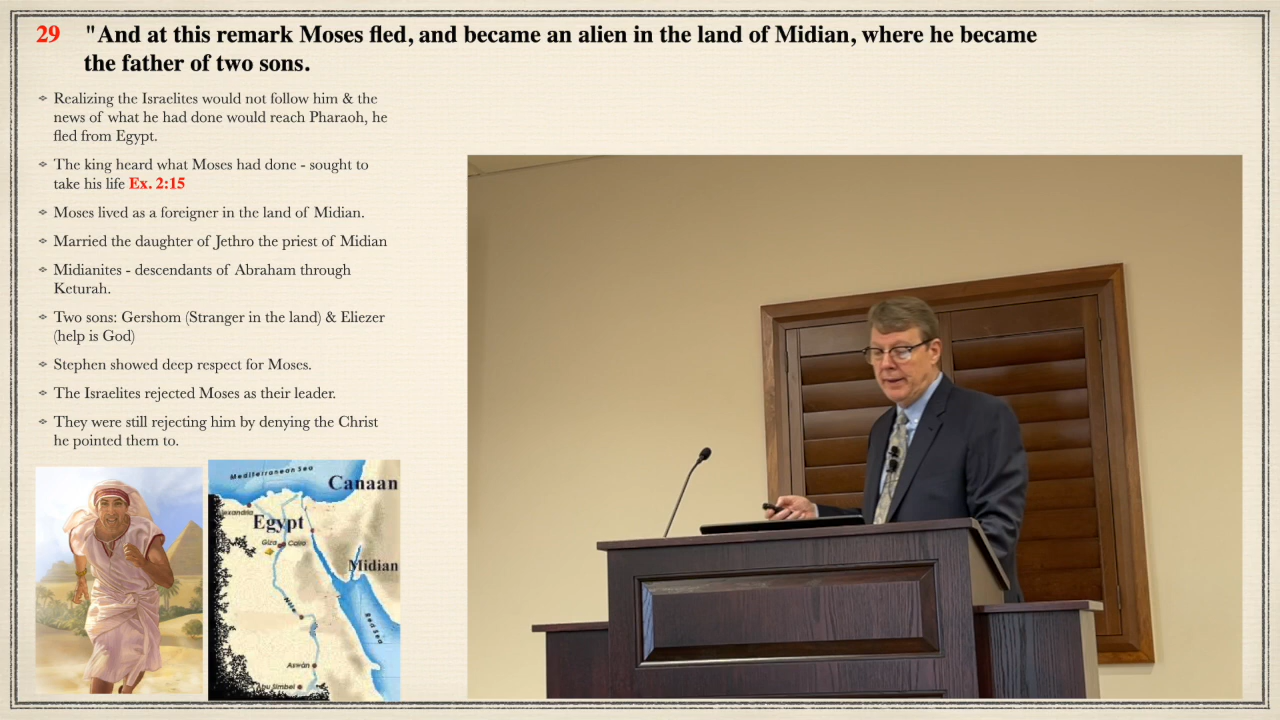 29 "And at this remark Moses fled, and became an alien in the land of Midian, where he became
the father of two sons.
Realizing the Israelites would not follow him & the
news of what he had done would reach Pharaoh, he
fled from Egypt.
The king heard what Moses had done - sought to
take his life Ex. 2:15
Moses lived as a foreigner in the land of Midian.
Married the daughter of Jethro the priest of Midian
Midianites - descendants of Abraham through
Keturah.
Two sons: Gershom (Stranger in the land) & Eliezer
(help is God)
Stephen showed deep respect for Moses.
The Israelites rejected Moses as their leader.
They were still rejecting him by denying the Christ
he pointed them to.
Mediterranean Sea
Canaan
lexandria
Egypt
Giza Cairo
Midian
Nile
Red Sea
Aswân
Abu Simbel